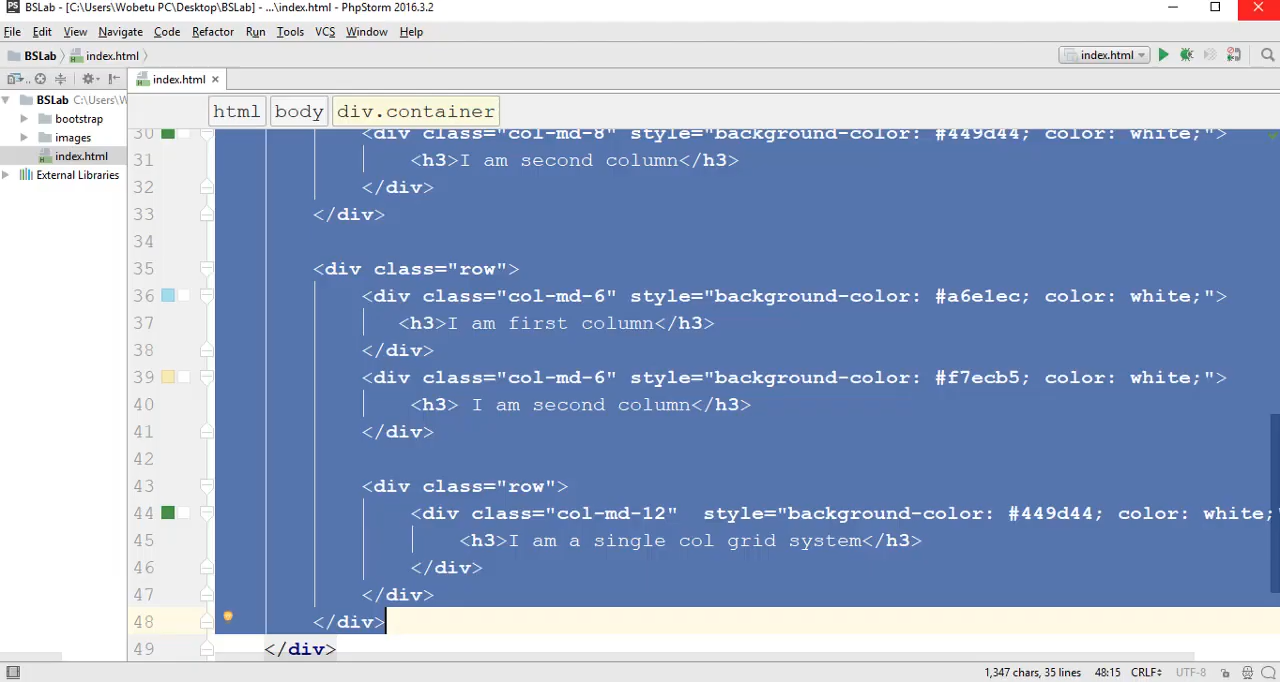 BSLab - [C:\Users\Wobetu PC\Desktop\BSLab] - ...\index.html - PhpStorm 2016.3.2
File Edit View Navigate Code Refactor Run Tools VCS Window Help
BSLab index.html index.html
index.html
BSLab C:\Users\W
bootstrap
images
index.html
External Libraries
html body div.container
30 <div class="col-md-8" style="background-color: #449d44; color: white;">
31 <h3>I am second column</h3>
32 </div>
33 </div>
34
35 <div class="row">
36 <div class="col-md-6" style="background-color: #a6e1ec; color: white;">
37 <h3>I am first column</h3>
38 </div>
39 <div class="col-md-6" style="background-color: #f7ecb5; color: white;">
40 <h3> I am second column</h3>
41 </div>
42
43 <div class="row">
44 <div class="col-md-12"  style="background-color: #449d44; color: white;
45 <h3>I am a single col grid system</h3>
46 </div>
47 </div>
48 </div>
49 </div>
1,347 chars, 35 lines 48:15 CRLF UTF-8